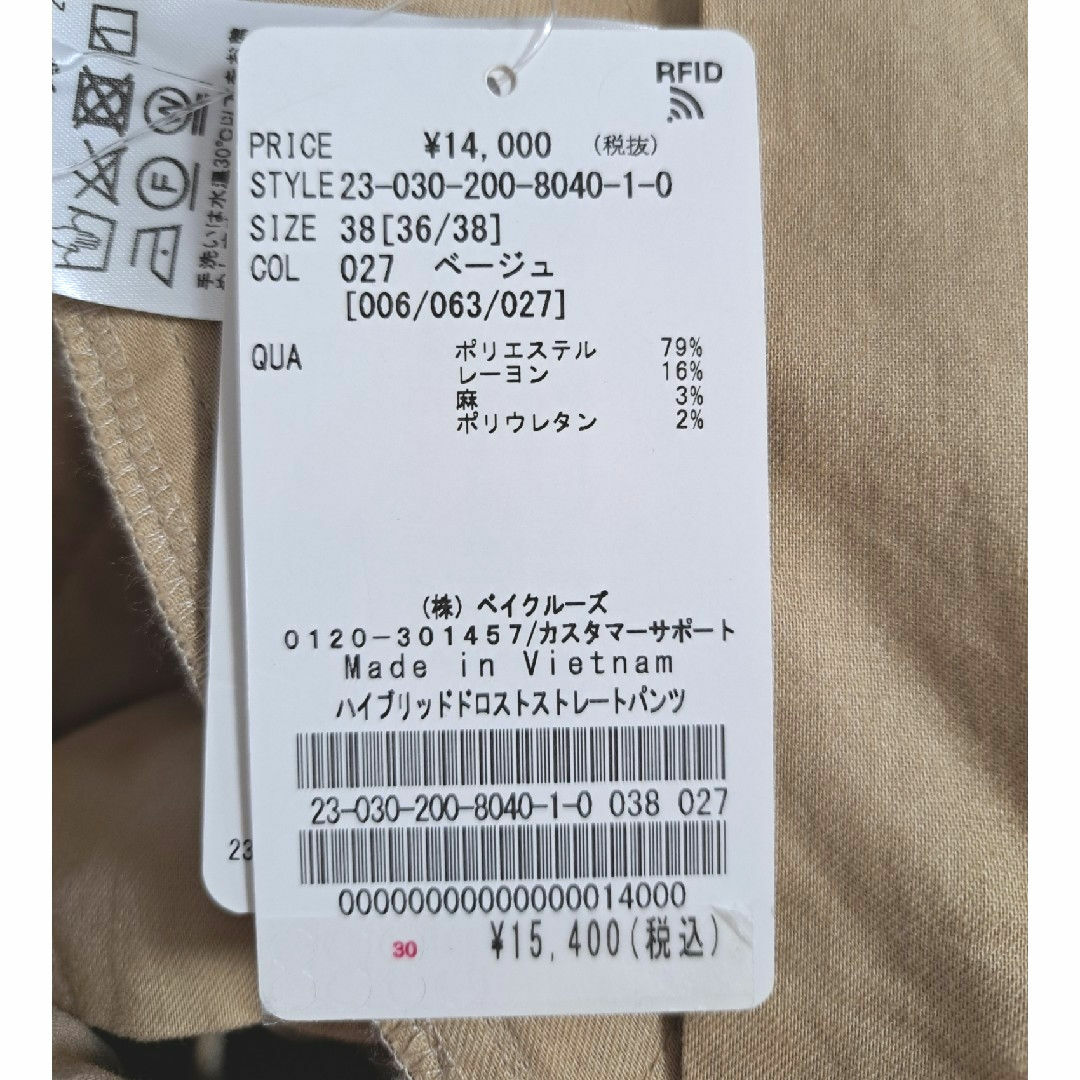 RFID
PRICE ¥14,000 (税抜)
STYLE 23-030-200-8040-1-0
SIZE 38[36/38]
COL 027 ベージュ
[006/063/027]
QUA ポリエステル 79%
レーヨン 16%
麻 3%
ポリウレタン 2%
(株) ベイクルーズ
0120-301457/カスタマーサポート
Made in Vietnam
ハイブリッドドロストストレートパンツ
23-030-200-8040-1-0 038 027
00000000000000014000
30 ¥15,400(税込)
23
W
F
手洗いは水温30℃以